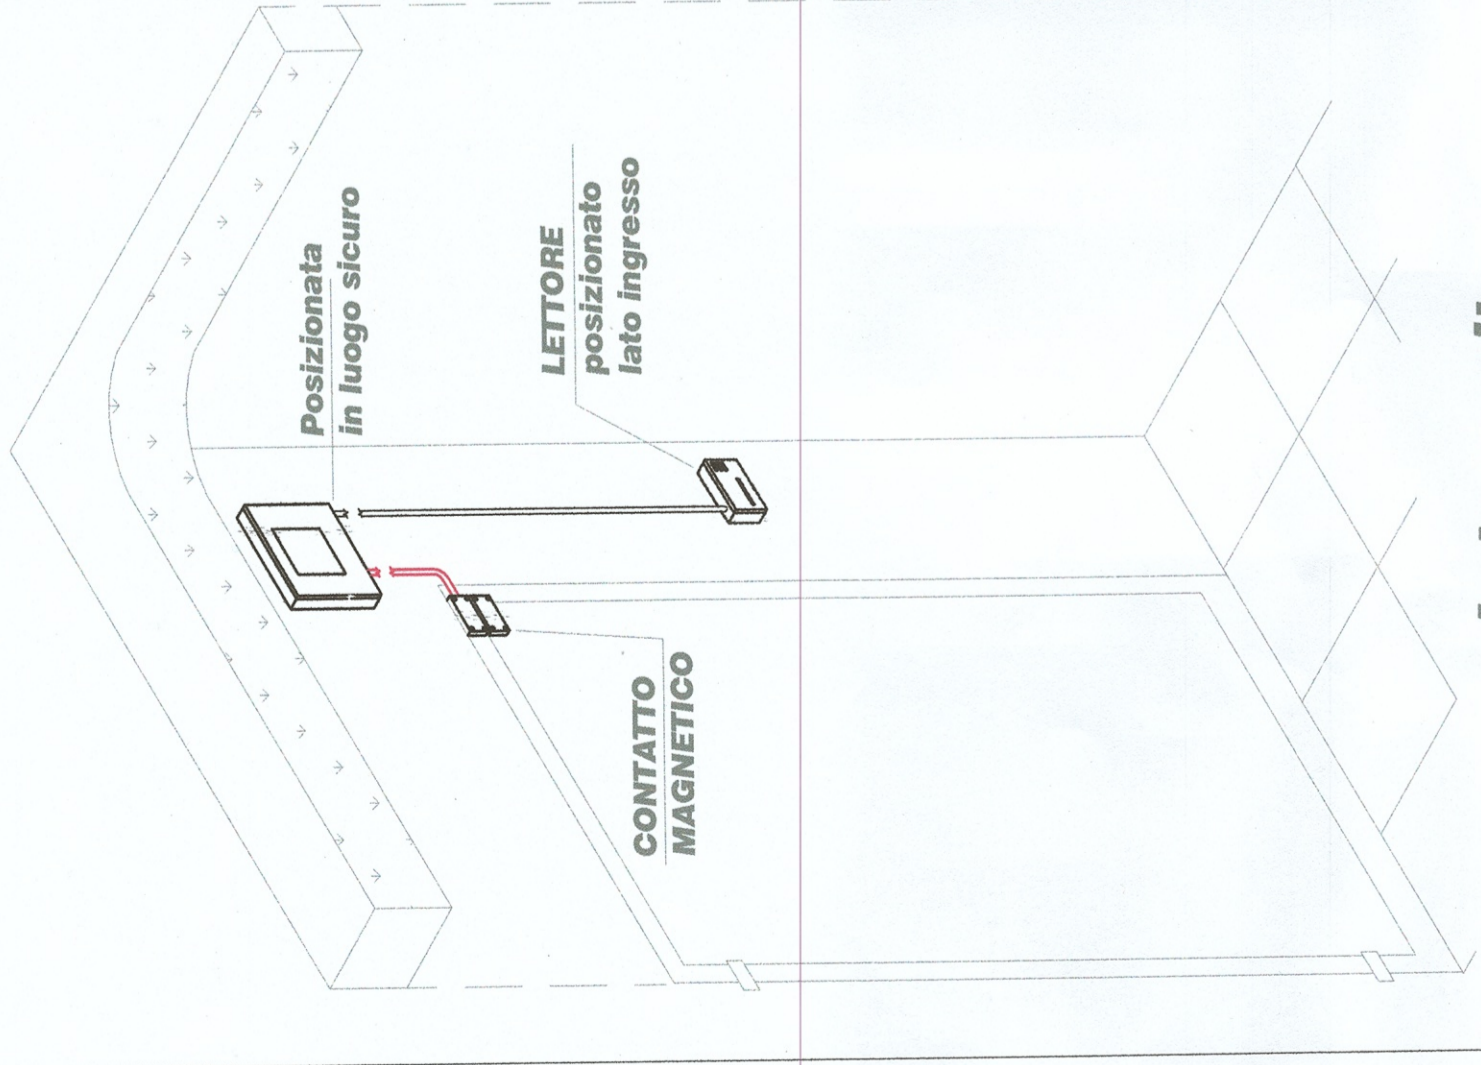 Posizionata
in luogo sicuro
LETTORE
posizionato
lato ingresso
CONTATTO
MAGNETICO